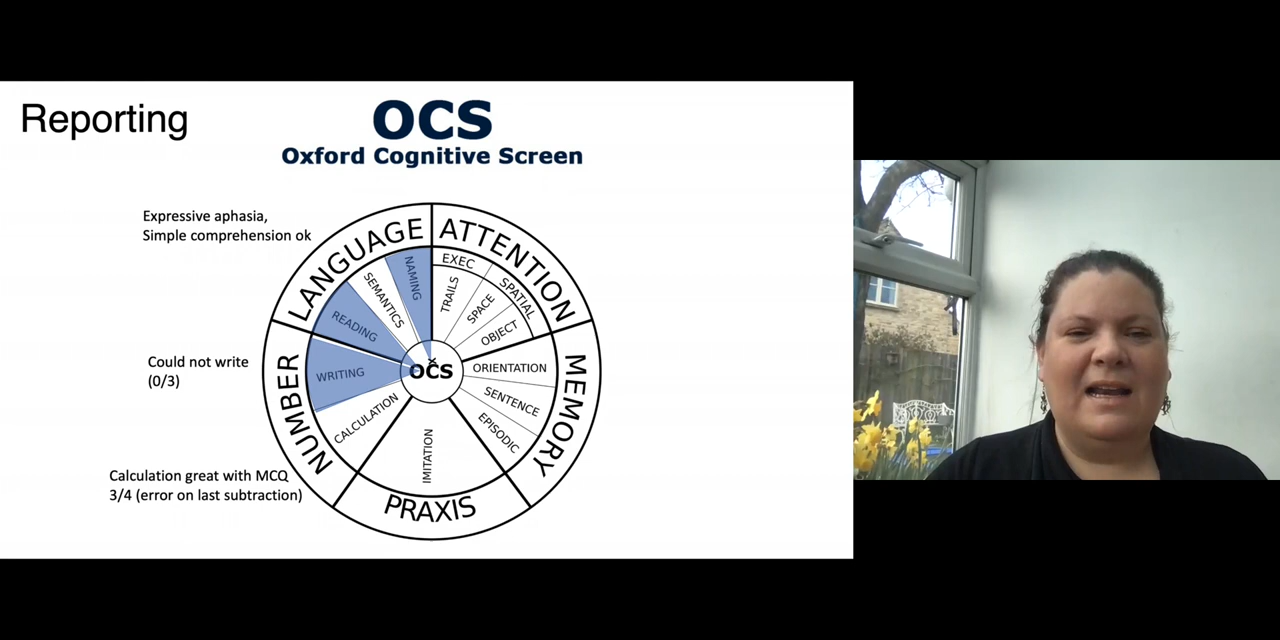 Reporting
OCS
Oxford Cognitive Screen
Expressive aphasia,
Simple comprehension ok
LANGUAGE
ATTENTION
NAMING
SEMANTICS
READING
EXEC
SPATIAL
TRAILS
SPACE
OBJECT
Could not write
(0/3)
NUMBER
WRITING
CALCULATION
OCS
ORIENTATION
SENTENCE
EPISODIC
MEMORY
Calculation great with MCQ
3/4 (error on last subtraction)
IMITATION
PRAXIS